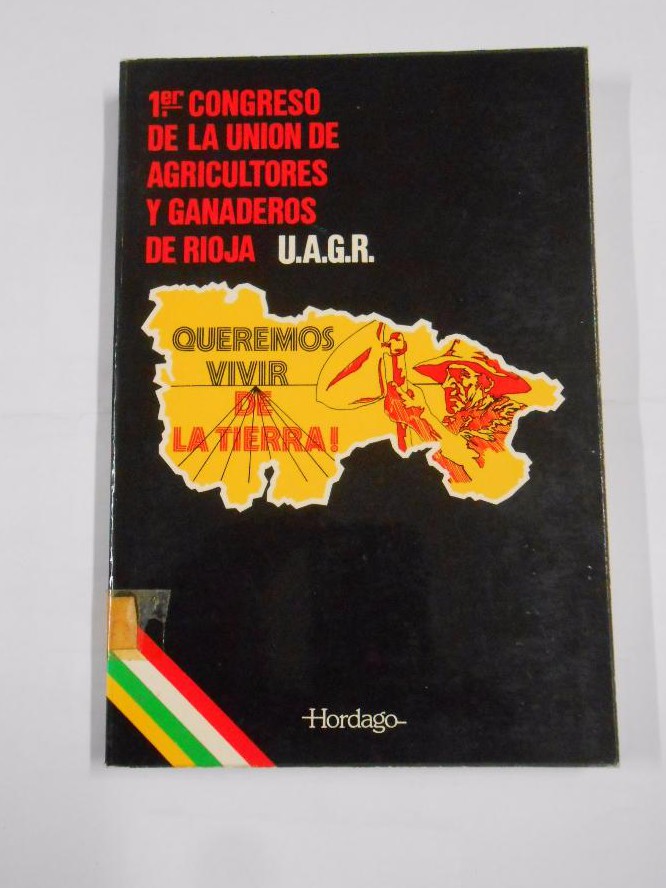 1.er CONGRESO
DE LA UNION DE
AGRICULTORES
Y GANADEROS
DE RIOJA U.A.G.R.
QUEREMOS
VIVIR
DE
LA TIERRA!
Hordago